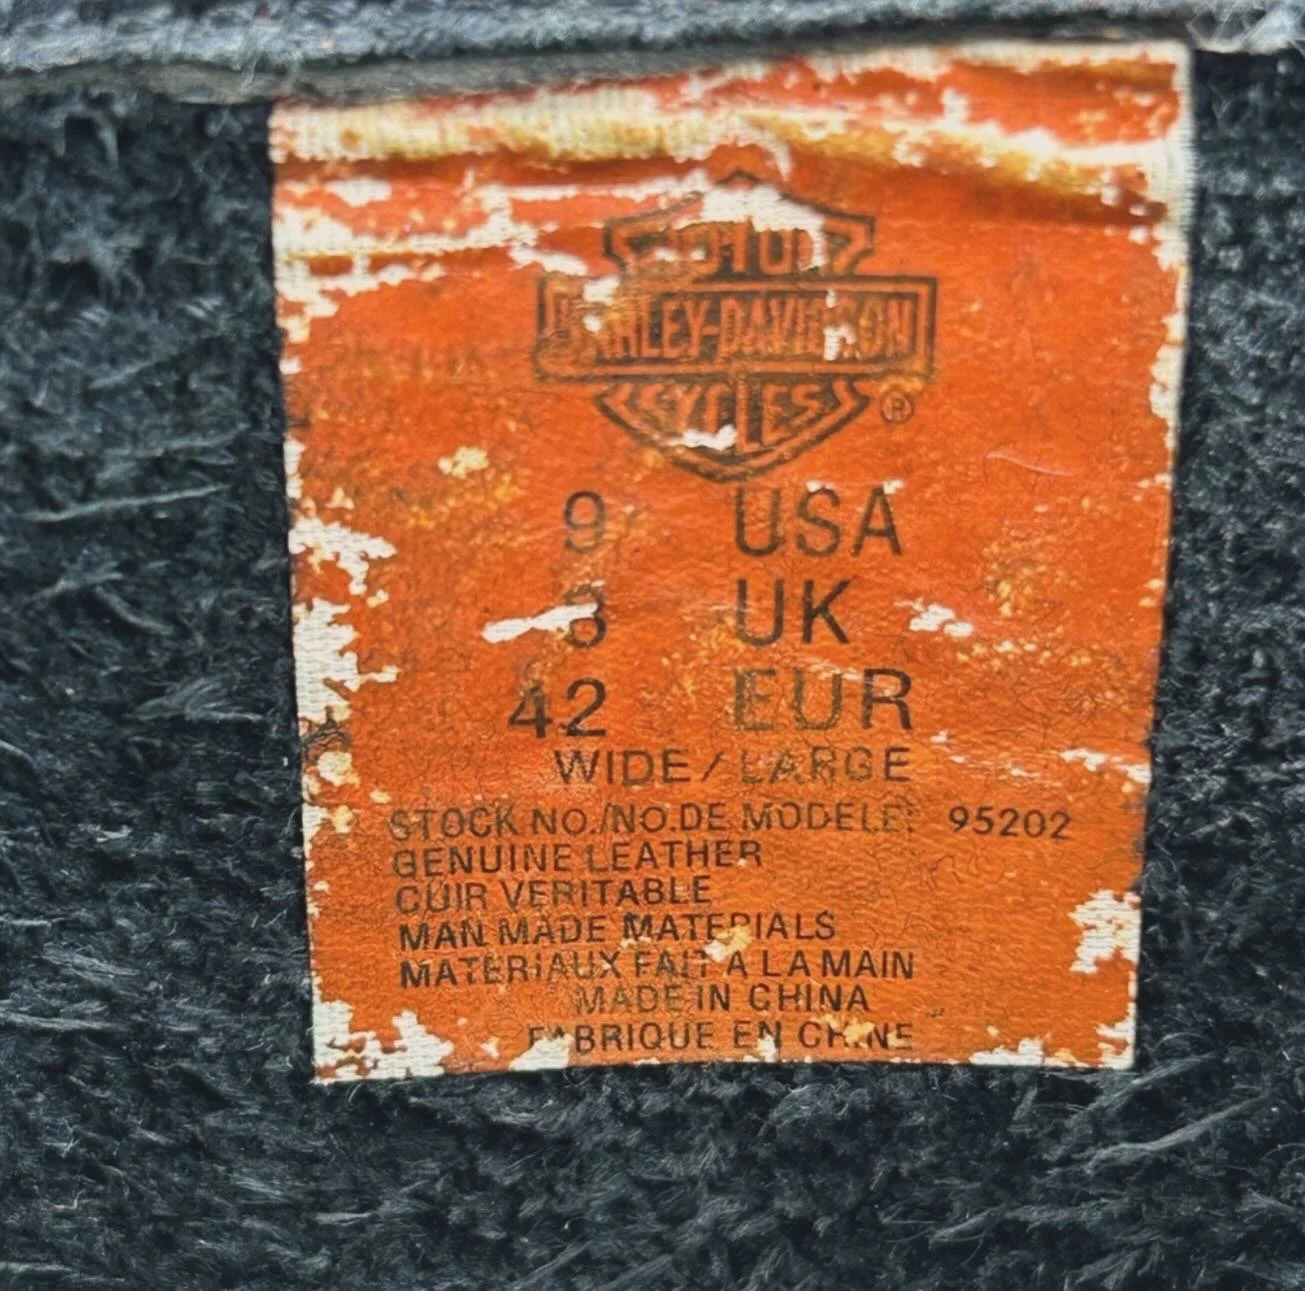 MOTOR
HARLEY-DAVIDSON
CYCLES ®
9 USA
8 UK
42 EUR
WIDE / LARGE
STOCK NO./NO.DE MODELE: 95202
GENUINE LEATHER
CUIR VERITABLE
MAN MADE MATERIALS
MATERIAUX FAIT A LA MAIN
MADE IN CHINA
FABRIQUE EN CHINE